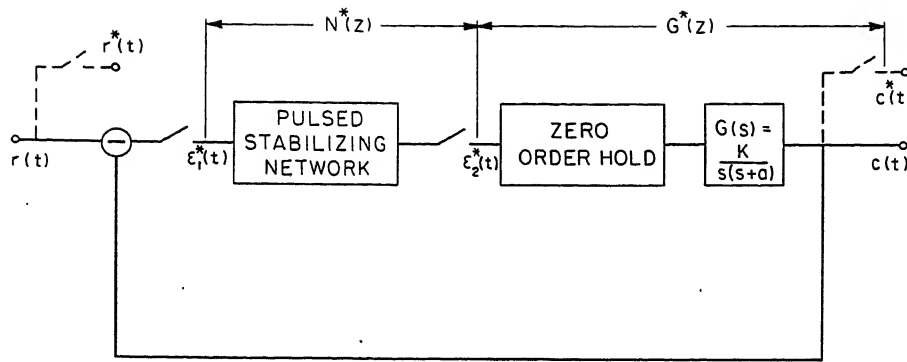 N*(z)
G*(z)
r*(t)
c*(t
PULSED
STABILIZING
NETWORK
ZERO
ORDER HOLD
G(s) =
K
s(s+a)
r(t)
−
ε₁*(t)
ε₂*(t)
c(t)